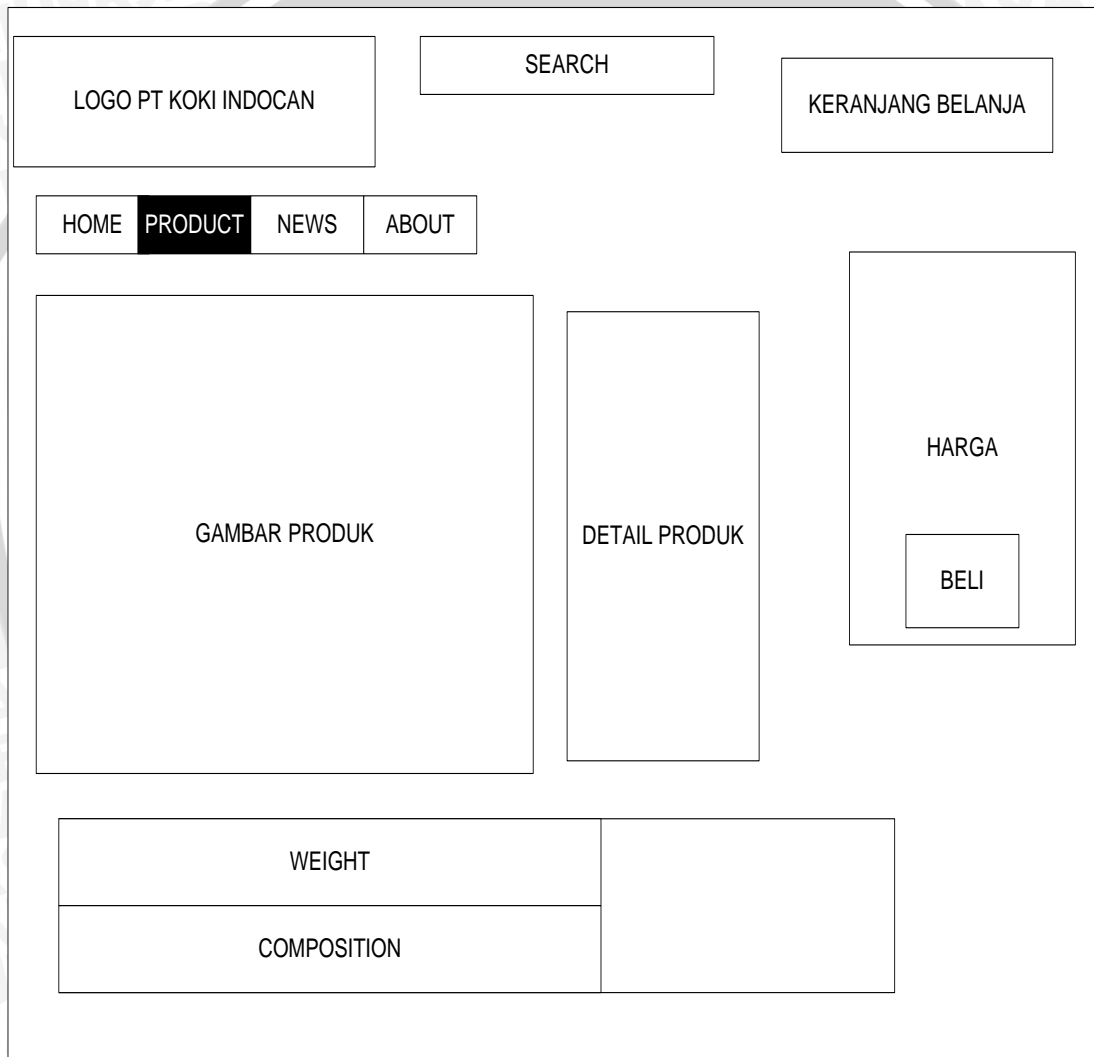 LOGO PT KOKI INDOCAN
SEARCH
KERANJANG BELANJA
HOME
PRODUCT
NEWS
ABOUT
GAMBAR PRODUK
DETAIL PRODUK
HARGA
BELI
WEIGHT
COMPOSITION